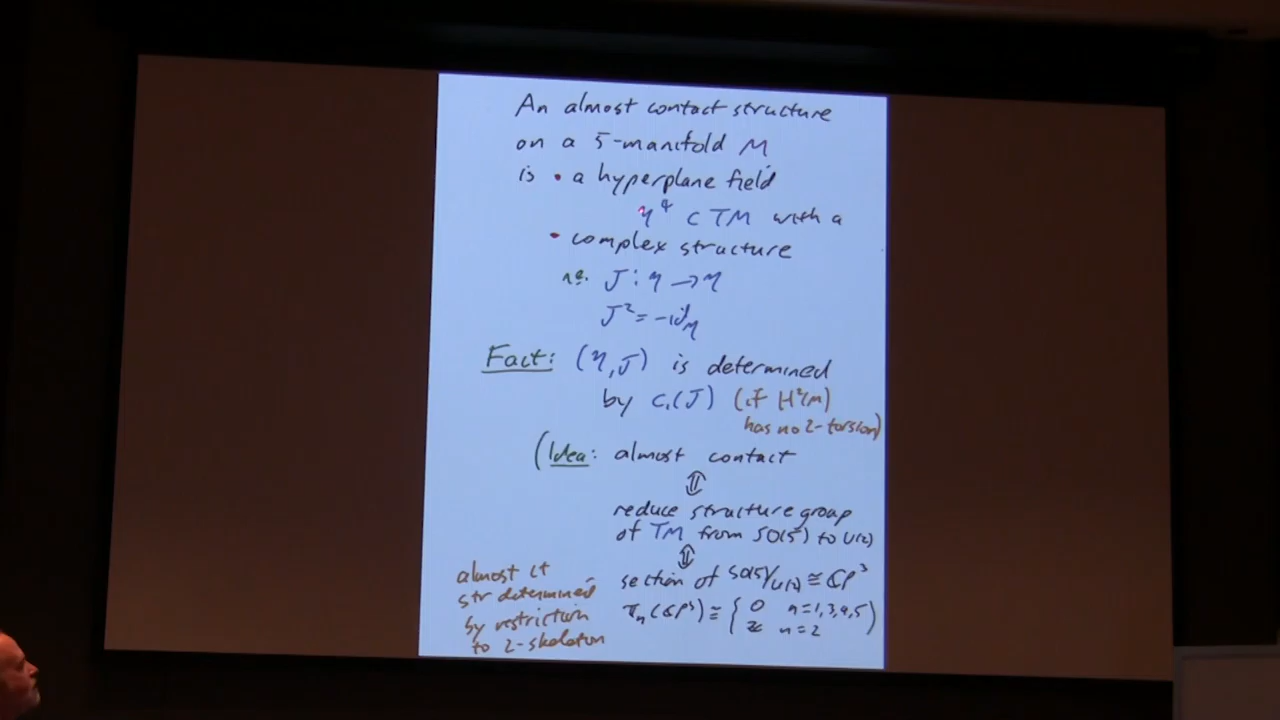 An almost contact structure
on a 5-manifold M
is • a hyperplane field
η⁴ ⊂ TM with a
• complex structure
ie. J: η → η
J² = -id_η
Fact: (η, J) is determined
by c₁(J) (if H²(M)
has no 2-torsion)
(Idea: almost contact
⇕
reduce structure group
of TM from SO(5) to U(2)
⇕
section of SO(5)/U(2) ≅ CP³
π_n(CP³) ≅ { 0 n=1,3,4,5
ℤ n=2 )
almost ct
str determined
by restriction
to 2-skeleton